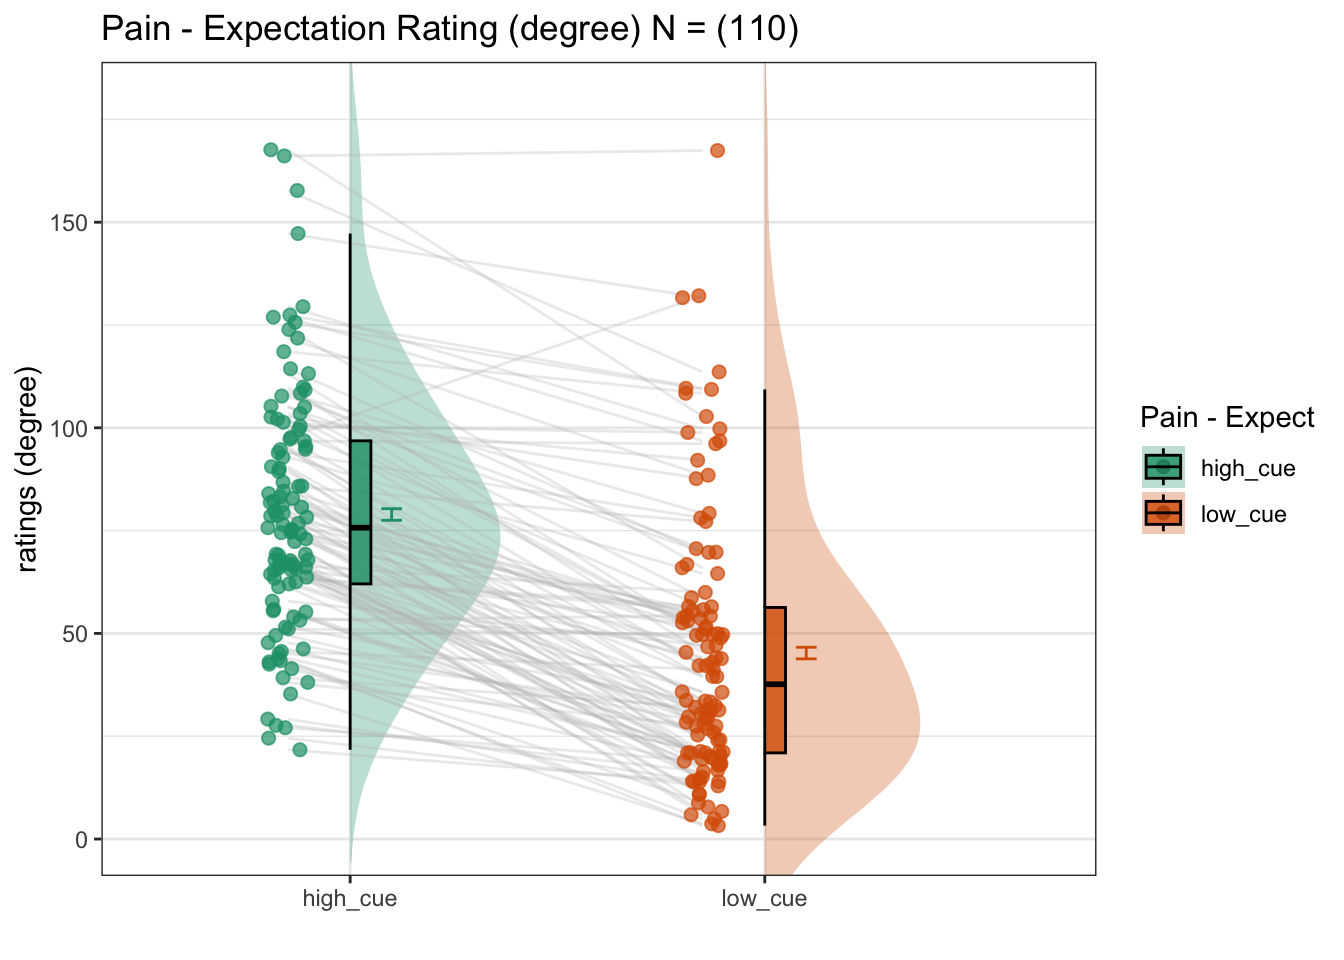 Pain - Expectation Rating (degree) N = (110)
ratings (degree)
150
100
50
0
high_cue
low_cue
Pain - Expect
high_cue
low_cue